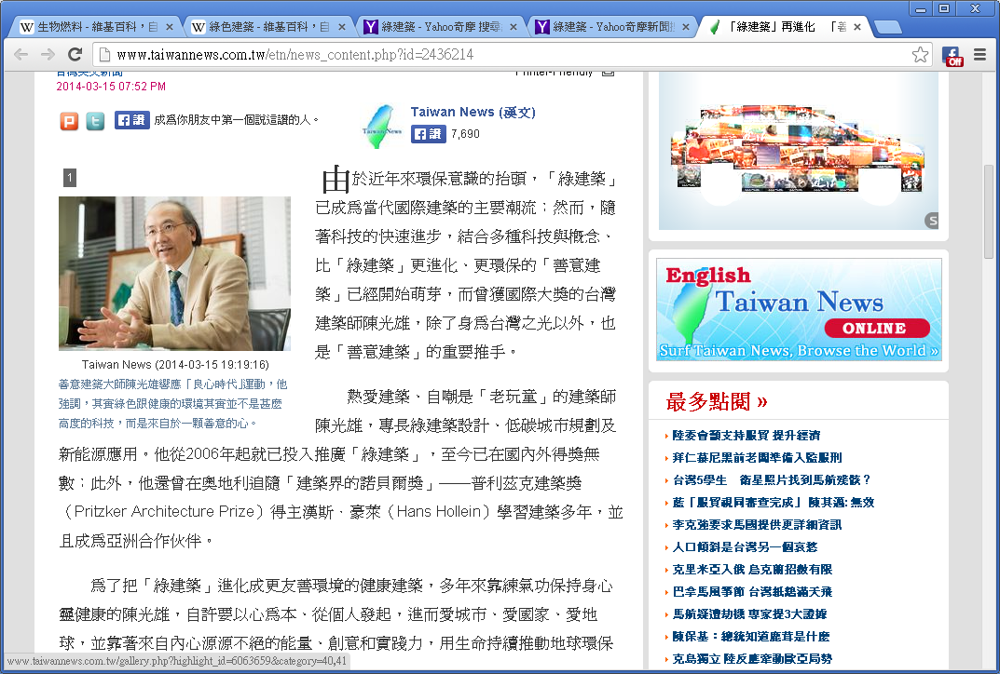 生物燃料 - 維基百科，自
綠色建築 - 維基百科，自
綠建築 - Yahoo奇摩 搜尋
綠建築 - Yahoo奇摩新聞
「綠建築」再進化 「善
www.taiwannews.com.tw/etn/news_content.php?id=2436214
Off
台灣英文新聞
Printer-Friendly
2014-03-15 07:52 PM
讚 成為你朋友中第一個說這讚的人。
Taiwan News
Taiwan News (漢文)
讚 7,690
1
Taiwan News (2014-03-15 19:19:16)
善意建築大師陳光雄響應「良心時代」運動，他
強調，其實綠色跟健康的環境其實並不是甚麼
高度的科技，而是來自於一顆善意的心。
由於近年來環保意識的抬頭，「綠建築」
已成為當代國際建築的主要潮流；然而，隨
著科技的快速進步，結合多種科技與概念、
比「綠建築」更進化、更環保的「善意建
築」已經開始萌芽，而曾獲國際大獎的台灣
建築師陳光雄，除了身為台灣之光以外，也
是「善意建築」的重要推手。
熱愛建築、自嘲是「老玩童」的建築師
陳光雄，專長綠建築設計、低碳城市規劃及
新能源應用。他從2006年起就已投入推廣「綠建築」，至今已在國內外得獎無
數；此外，他還曾在奧地利追隨「建築界的諾貝爾獎」——普利茲克建築獎
（Pritzker Architecture Prize）得主漢斯、豪萊（Hans Hollein）學習建築多年，並
且成為亞洲合作伙伴。
為了把「綠建築」進化成更友善環境的健康建築，多年來靠練氣功保持身心
靈健康的陳光雄，自許要以心為本、從個人發起，進而愛城市、愛國家、愛地
球，並靠著來自內心源源不絕的能量、創意和實踐力，用生命持續推動地球環保
www.taiwannews.com.tw/gallery.php?highlight_id=6063659&category=40,41
S
English
Taiwan News
ONLINE
Surf Taiwan News, Browse the World »
最多點閱 »
陸委會籲支持服貿 提升經濟
拜仁慕尼黑前老闆準備入監服刑
台灣5學生 衛星照片找到馬航殘骸？
藍「服貿視同審查完成」 陳其邁: 無效
李克強要求馬國提供更詳細資訊
人口傾斜是台灣另一個哀愁
克里米亞入俄 烏克蘭招數有限
巴拿馬風箏節 台灣紙鷂滿天飛
馬航疑遭劫機 專家提3大證據
陳保基：總統知道鹿茸是什麼
克島獨立 陸反應牽動歐亞局勢